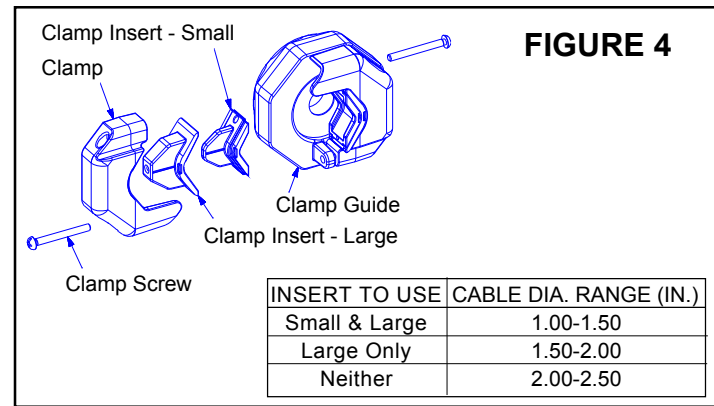 FIGURE 4
Clamp Insert - Small
Clamp
Clamp Guide
Clamp Insert - Large
Clamp Screw
INSERT TO USE CABLE DIA. RANGE (IN.)
Small & Large 1.00-1.50
Large Only 1.50-2.00
Neither 2.00-2.50